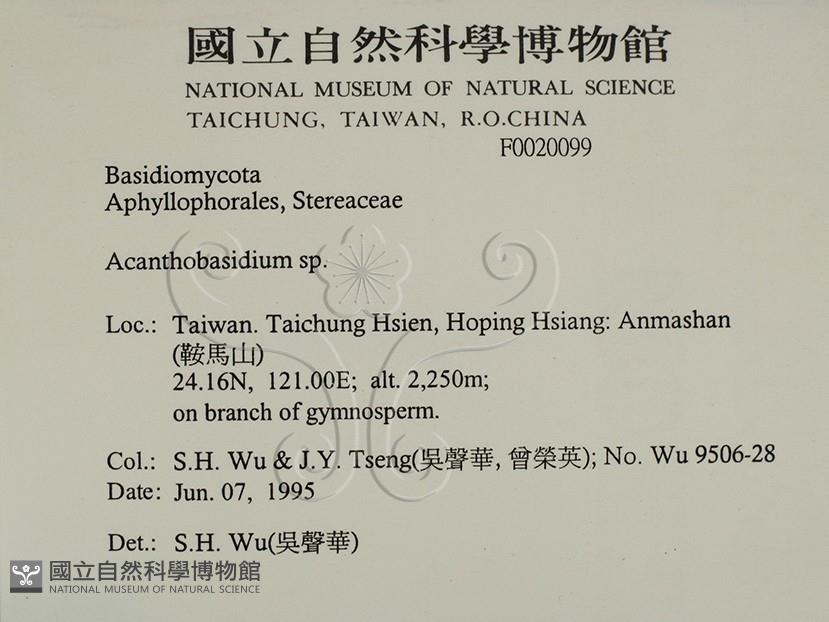 國立自然科學博物館
NATIONAL MUSEUM OF NATURAL SCIENCE
TAICHUNG, TAIWAN, R.O.CHINA
F0020099
Basidiomycota
Aphyllophorales, Stereaceae
Acanthobasidium sp.
Loc.: Taiwan. Taichung Hsien, Hoping Hsiang: Anmashan
(鞍馬山)
24.16N, 121.00E; alt. 2,250m;
on branch of gymnosperm.
Col.: S.H. Wu & J.Y. Tseng(吳聲華, 曾榮英); No. Wu 9506-28
Date: Jun. 07, 1995
Det.: S.H. Wu(吳聲華)
國立自然科學博物館
NATIONAL MUSEUM OF NATURAL SCIENCE